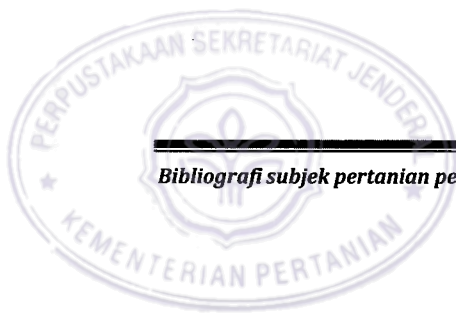 PERPUSTAKAAN SEKRETARIAT JENDERAL
Bibliografi subjek pertanian pe
KEMENTERIAN PERTANIAN